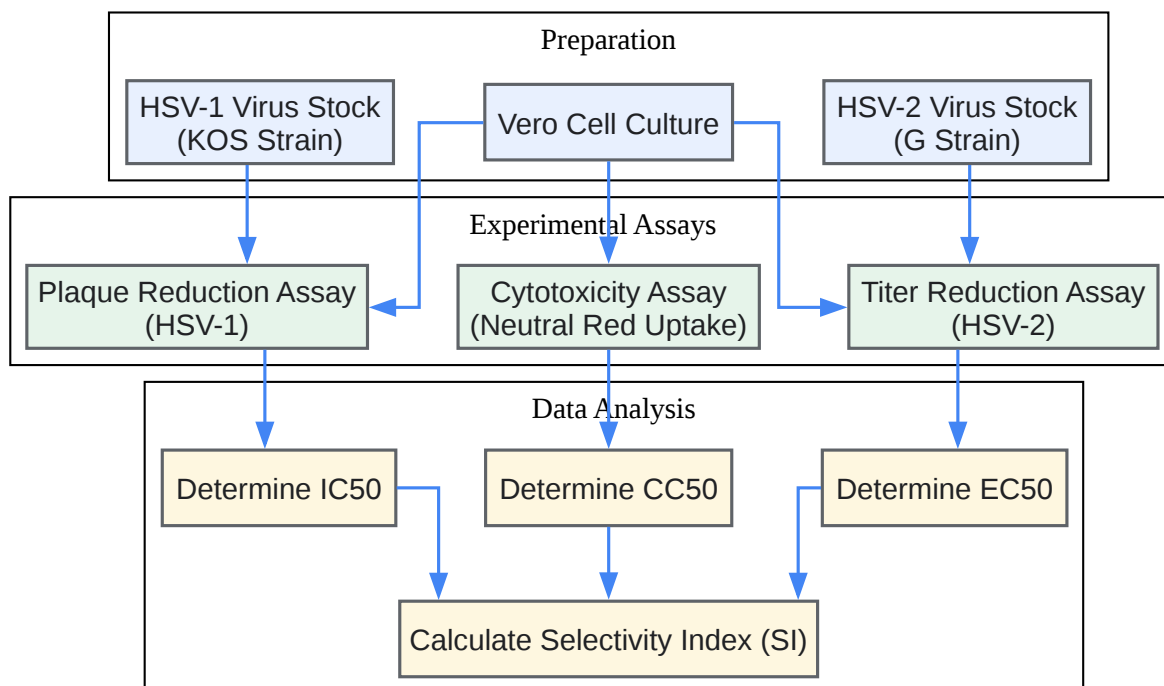 Preparation
HSV-1 Virus Stock
(KOS Strain)
Vero Cell Culture
HSV-2 Virus Stock
(G Strain)
Experimental Assays
Plaque Reduction Assay
(HSV-1)
Cytotoxicity Assay
(Neutral Red Uptake)
Titer Reduction Assay
(HSV-2)
Data Analysis
Determine IC50
Determine CC50
Determine EC50
Calculate Selectivity Index (SI)